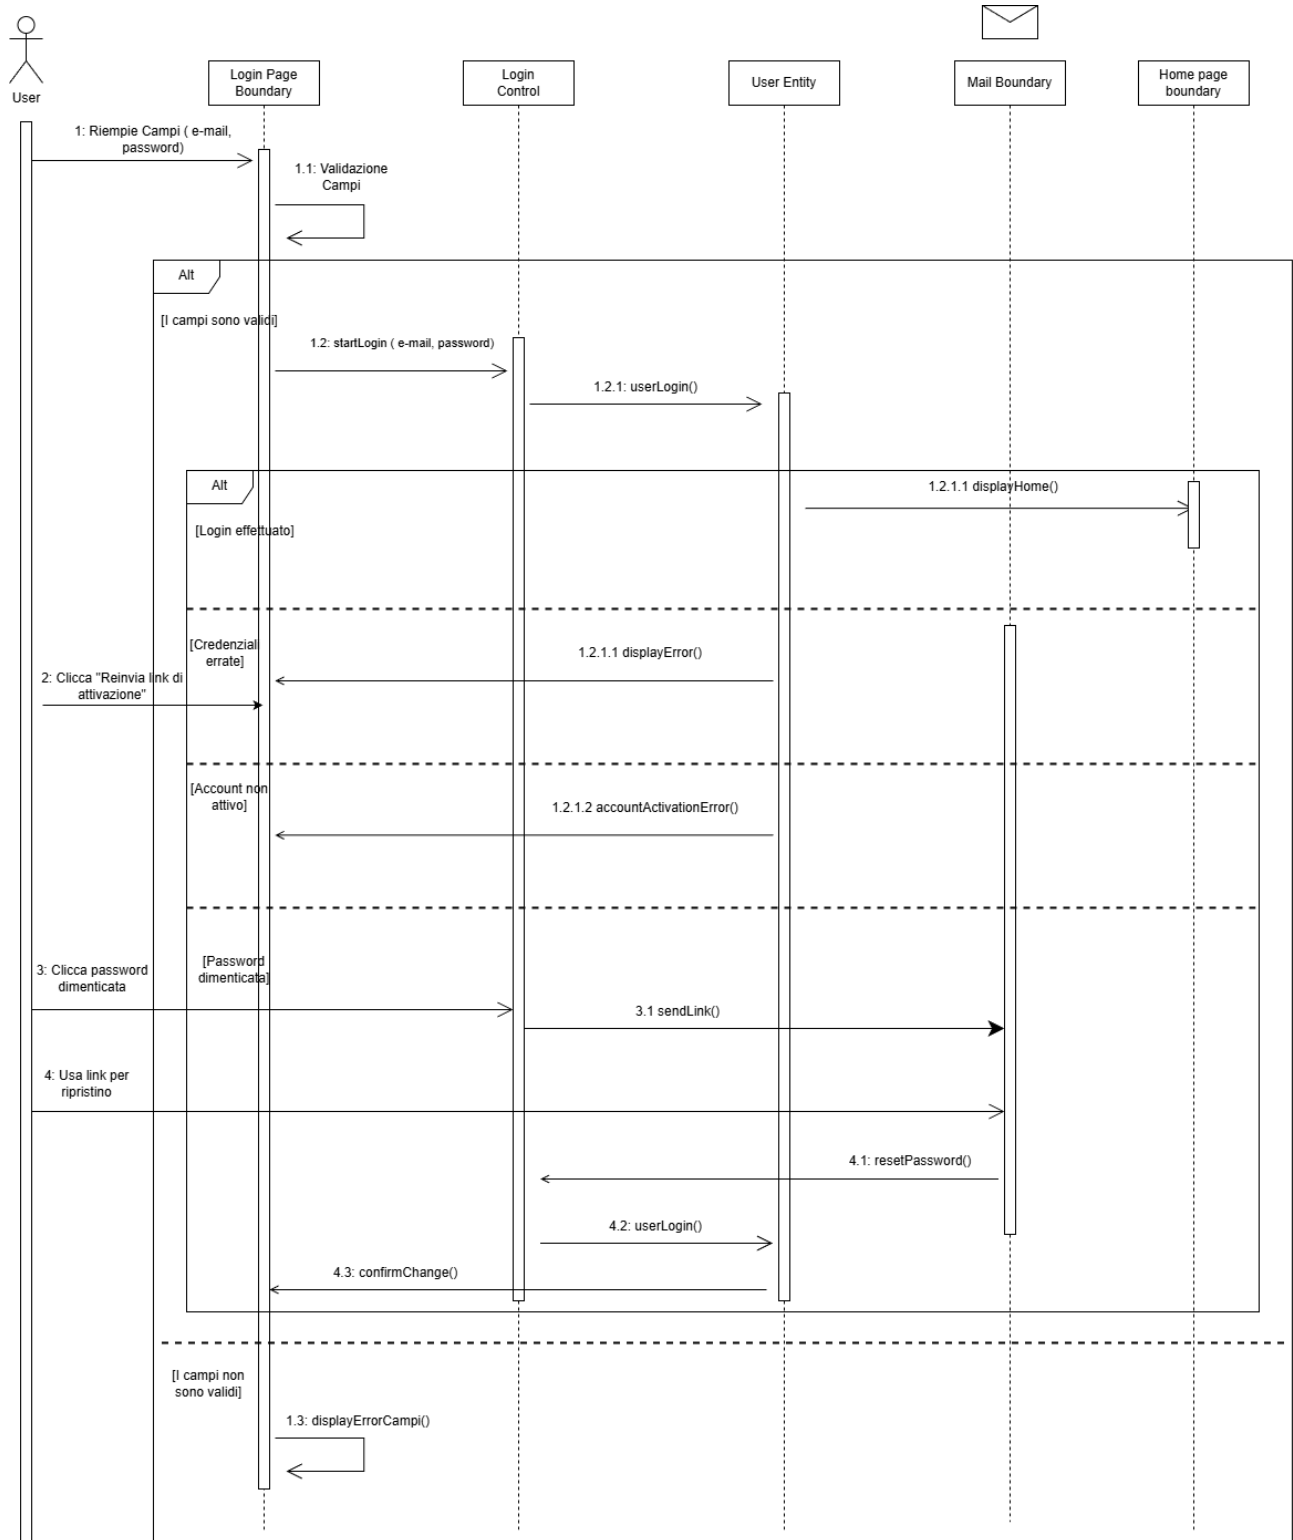 User
Login Page
Boundary
Login
Control
User Entity
Mail Boundary
Home page
boundary
1: Riempie Campi ( e-mail,
password)
1.1: Validazione
Campi
Alt
[I campi sono validi]
1.2: startLogin ( e-mail, password)
1.2.1: userLogin()
Alt
1.2.1.1 displayHome()
[Login effettuato]
[Credenziali
errate]
1.2.1.1 displayError()
2: Clicca "Reinvia link di
attivazione"
[Account non
attivo]
1.2.1.2 accountActivationError()
[Password
dimenticata]
3: Clicca password
dimenticata
3.1 sendLink()
4: Usa link per
ripristino
4.1: resetPassword()
4.2: userLogin()
4.3: confirmChange()
[I campi non
sono validi]
1.3: displayErrorCampi()